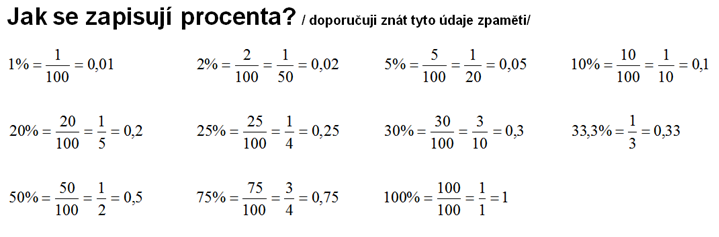 Jak se zapisují procenta? / doporučuji znát tyto údaje zpaměti/
1% = 1/100 = 0,01 2% = 2/100 = 1/50 = 0,02 5% = 5/100 = 1/20 = 0,05 10% = 10/100 = 1/10 = 0,1
20% = 20/100 = 1/5 = 0,2 25% = 25/100 = 1/4 = 0,25 30% = 30/100 = 3/10 = 0,3 33,3% = 1/3 = 0,33
50% = 50/100 = 1/2 = 0,5 75% = 75/100 = 3/4 = 0,75 100% = 100/100 = 1/1 = 1